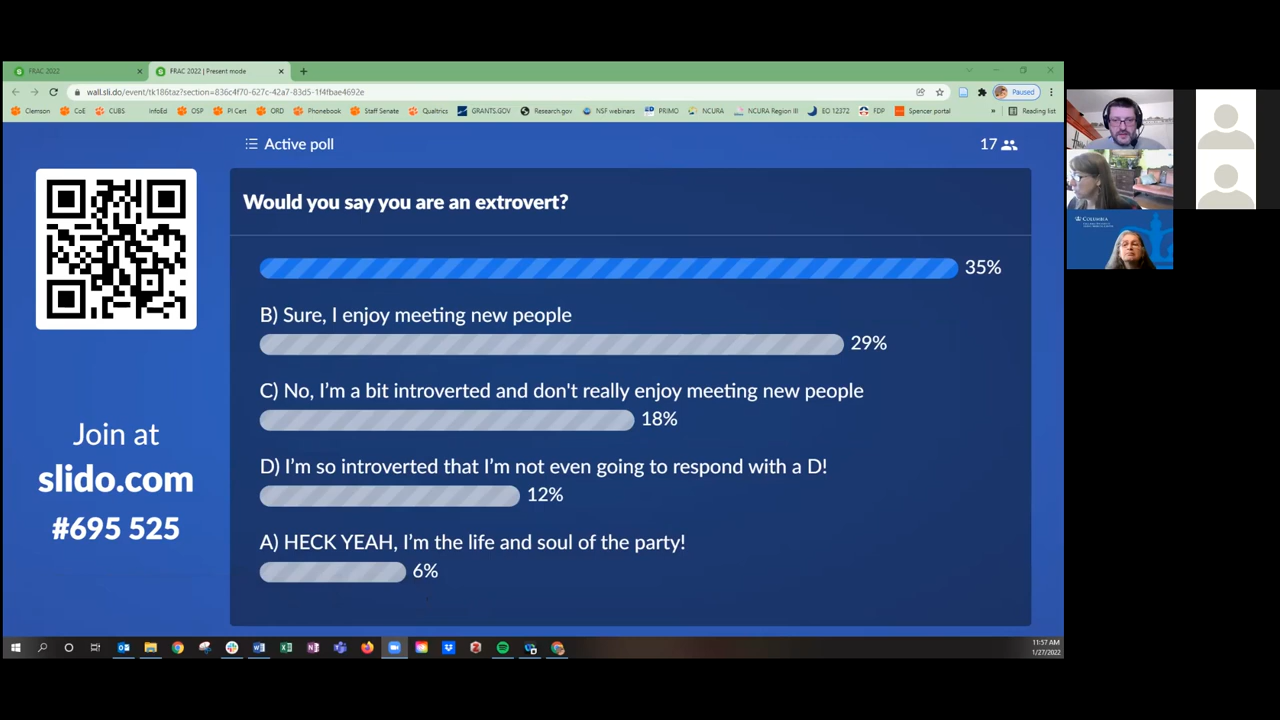 FRAC 2022
FRAC 2022 | Present mode
wall.sli.do/event/tk186taz?section=836c4f70-627c-42a7-83d5-1f4fbae4692e
Paused
Clemson CoE CUBS InfoEd OSP PI Cert ORD Phonebook Staff Senate Qualtrics GRANTS.GOV Research.gov NSF webinars PRIMO NCURA NCURA Region III EO 12372 FDP Spencer portal » Reading list
Active poll
17
Would you say you are an extrovert?
35%
B) Sure, I enjoy meeting new people
29%
C) No, I'm a bit introverted and don't really enjoy meeting new people
18%
D) I'm so introverted that I'm not even going to respond with a D!
12%
A) HECK YEAH, I'm the life and soul of the party!
6%
Join at
slido.com
#695 525
COLUMBIA
11:57 AM
1/27/2022